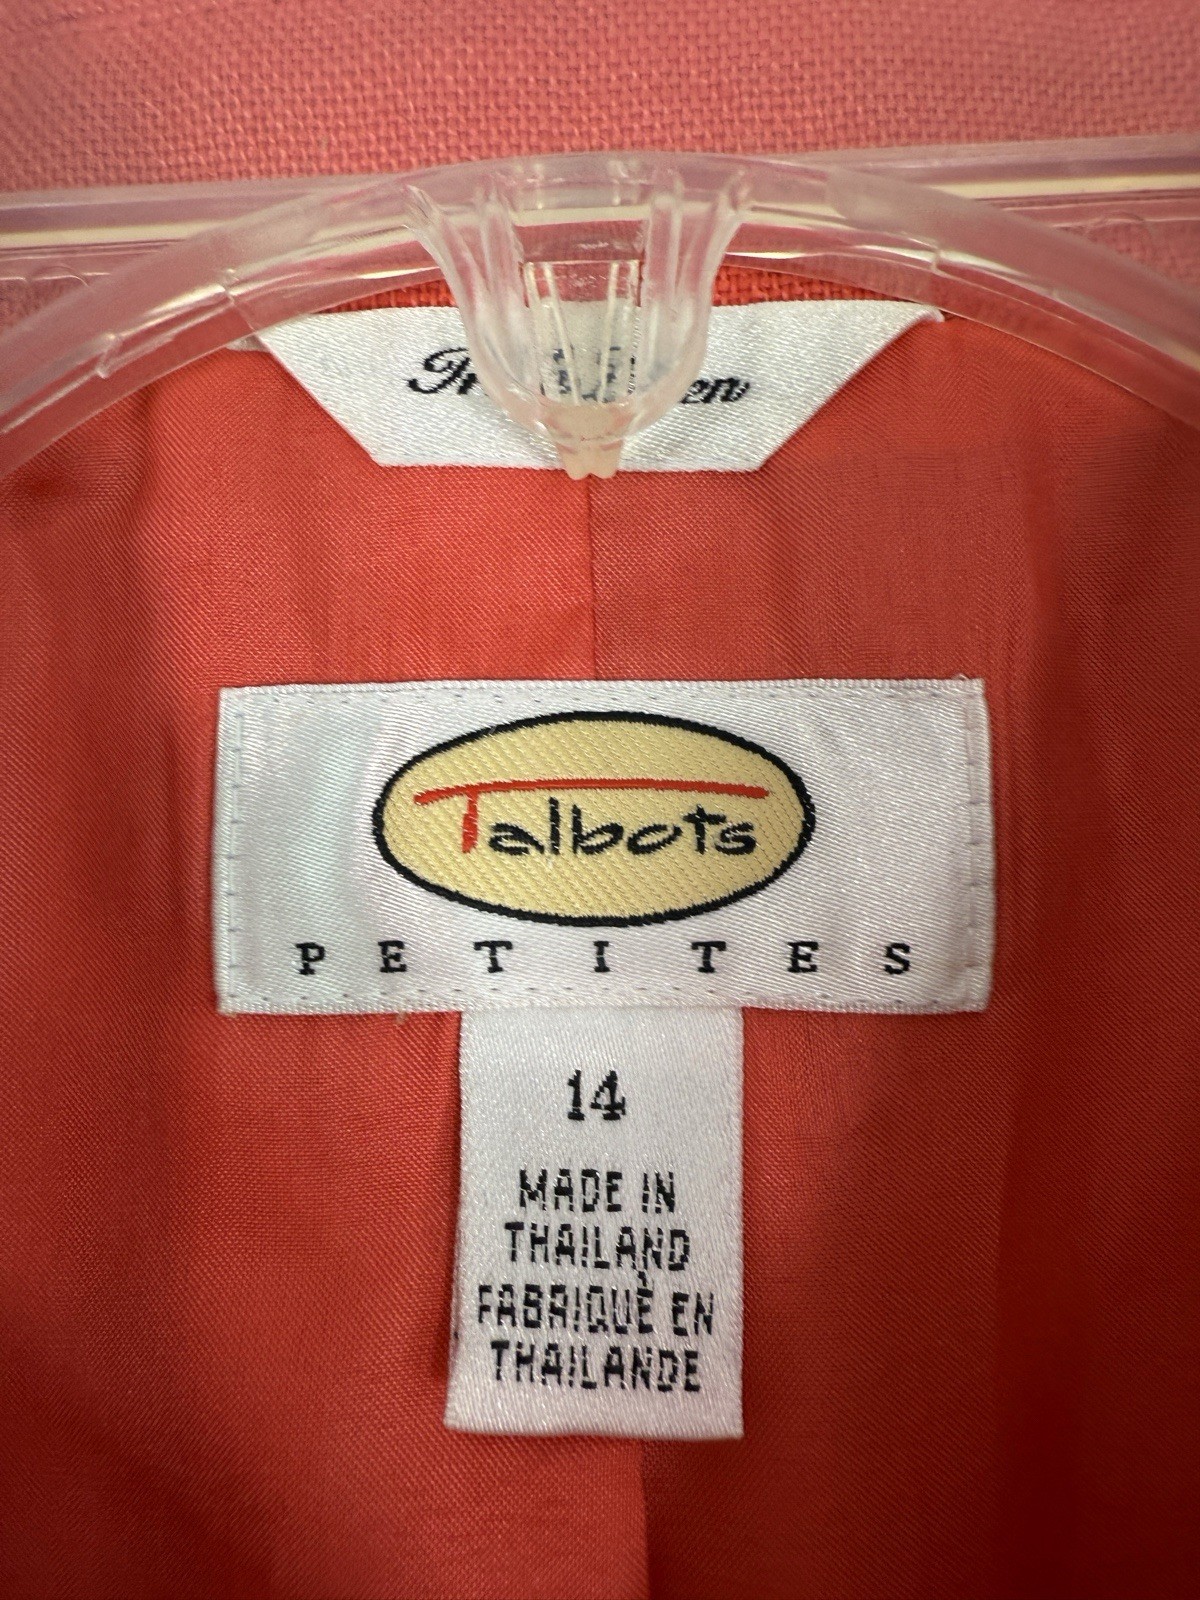 Talbots
PETITES
14
MADE IN
THAILAND
FABRIQUÉ EN
THAILANDE